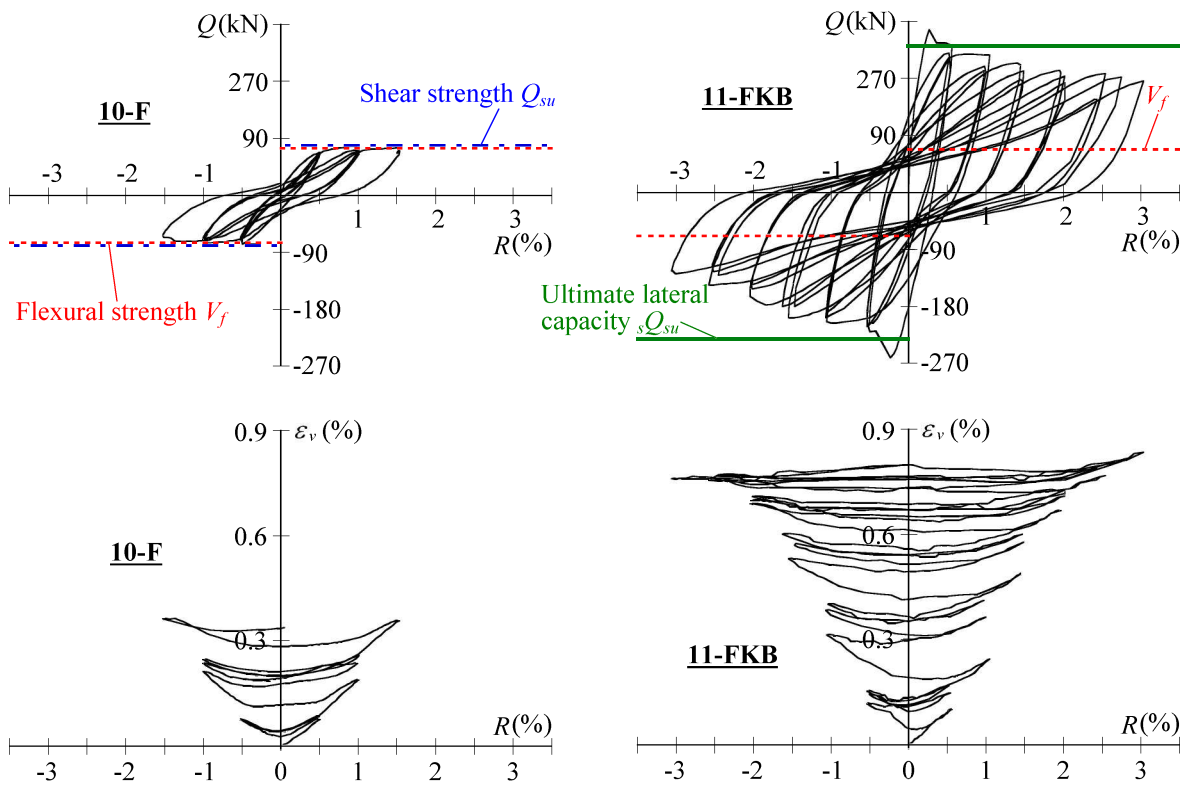 Q(kN)
270
10-F
Shear strength Qsu
90
-3 -2 -1
1 2 3
R(%)
-90
Flexural strength Vf
-180
-270
Q(kN)
270
11-FKB
Vf
90
-3 -2 -1
1 2 3
R(%)
-90
Ultimate lateral
capacity sQsu
-180
-270
0.9 εv (%)
0.6
10-F
0.3
R(%)
-3 -2 -1 0 1 2 3
0.9 εv (%)
0.6
0.3
11-FKB
R(%)
-3 -2 -1 0 1 2 3